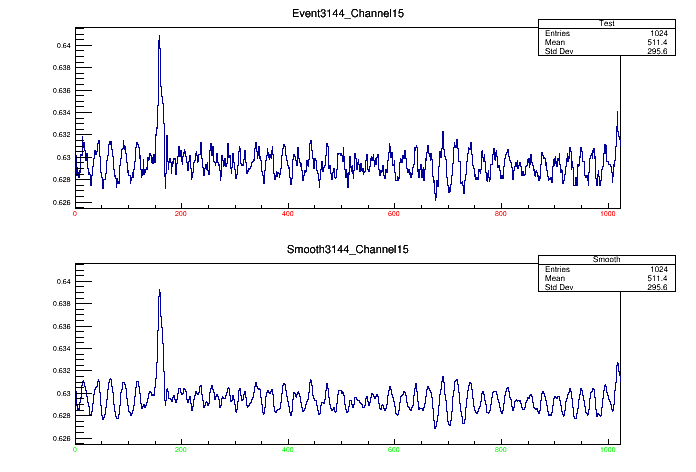 Event3144_Channel15
Test
Entries 1024
Mean 511.4
Std Dev 295.6
0.64
0.638
0.636
0.634
0.632
0.63
0.628
0.626
0 200 400 600 800 1000
Smooth3144_Channel15
Smooth
Entries 1024
Mean 511.4
Std Dev 295.6
0.64
0.638
0.636
0.634
0.632
0.63
0.628
0.626
0 200 400 600 800 1000